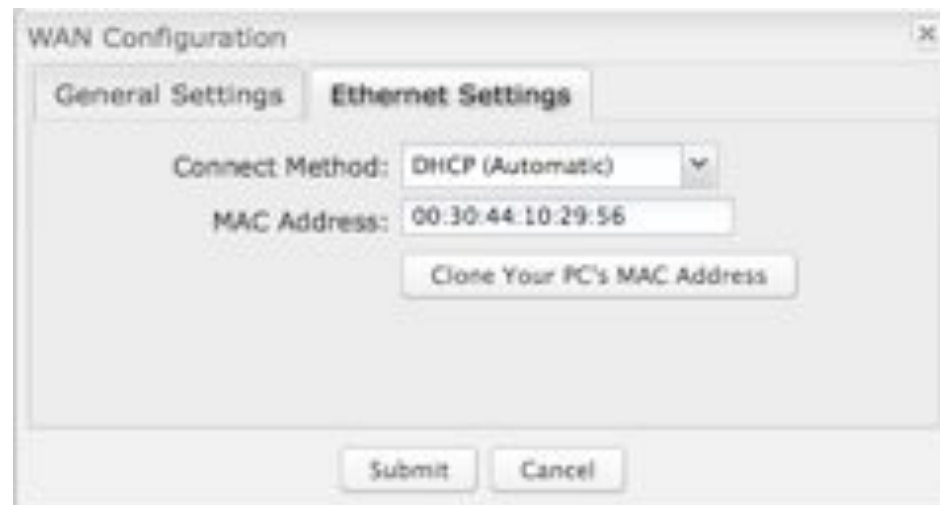 WAN Configuration
General Settings
Ethernet Settings
Connect Method: DHCP (Automatic)
MAC Address: 00:30:44:10:29:56
Clone Your PC's MAC Address
Submit
Cancel